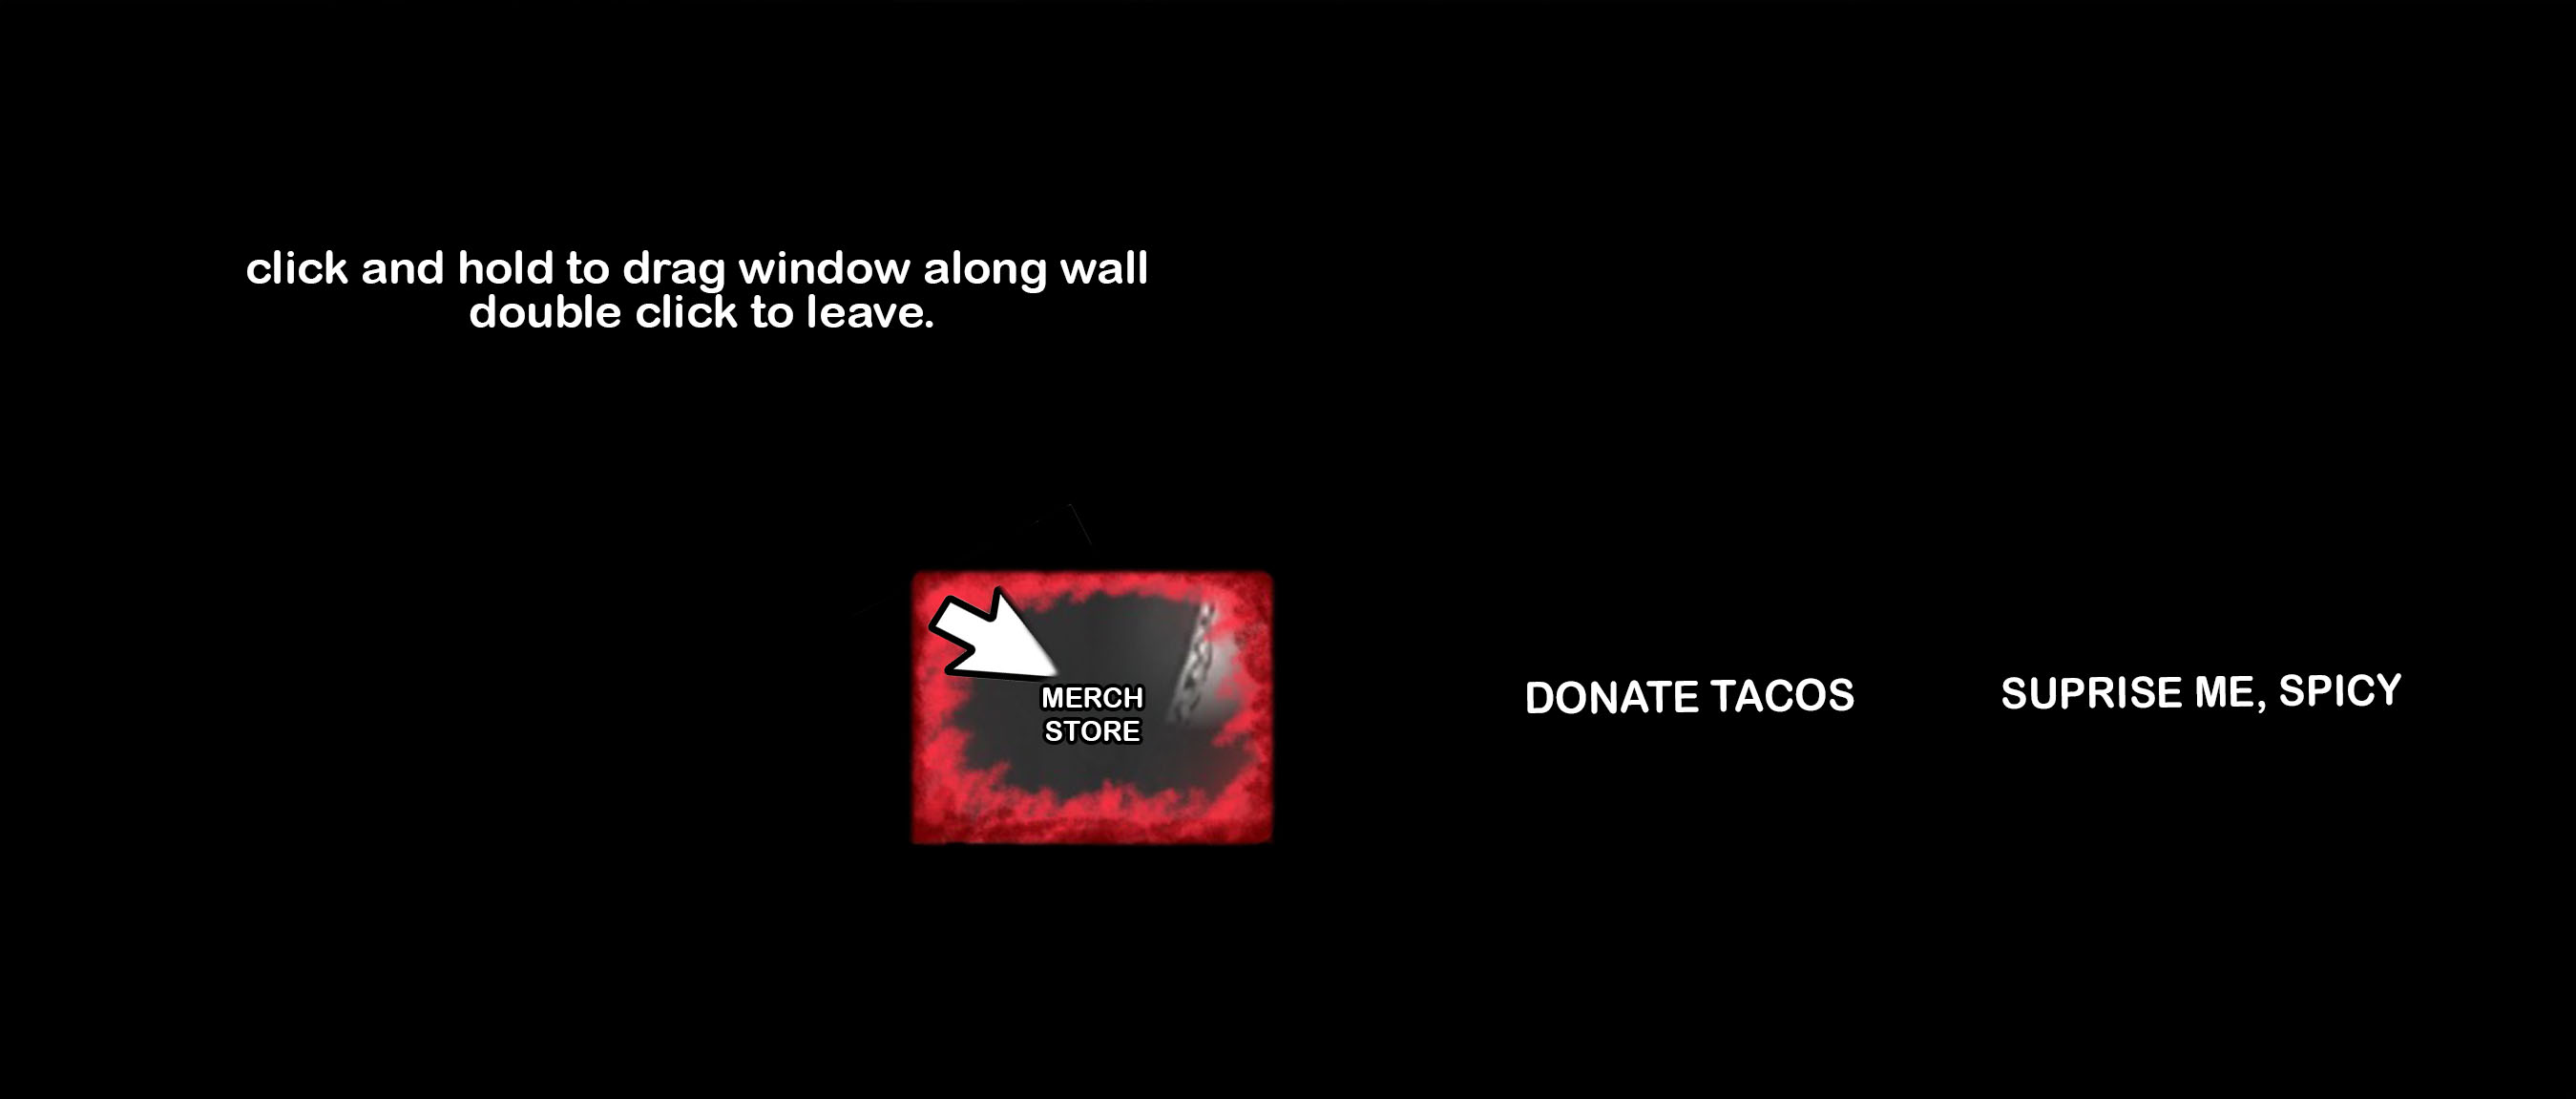 click and hold to drag window along wall
double click to leave.
MERCH
STORE
DONATE TACOS
SUPRISE ME, SPICY